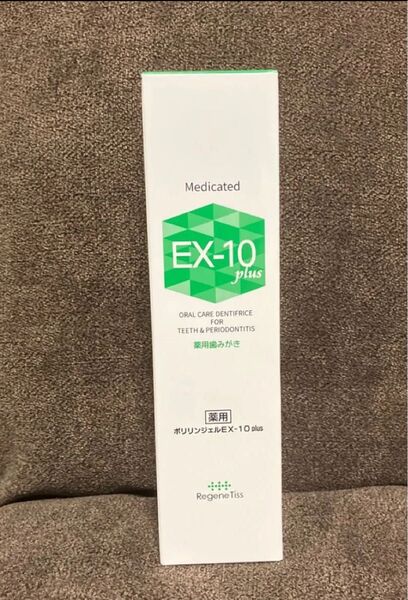 Medicated
EX-10
plus
ORAL CARE DENTIFRICE
FOR
TEETH & PERIODONTITIS
薬用歯みがき
薬用
ポリリンジェルEX-10 plus
RegeneTiss